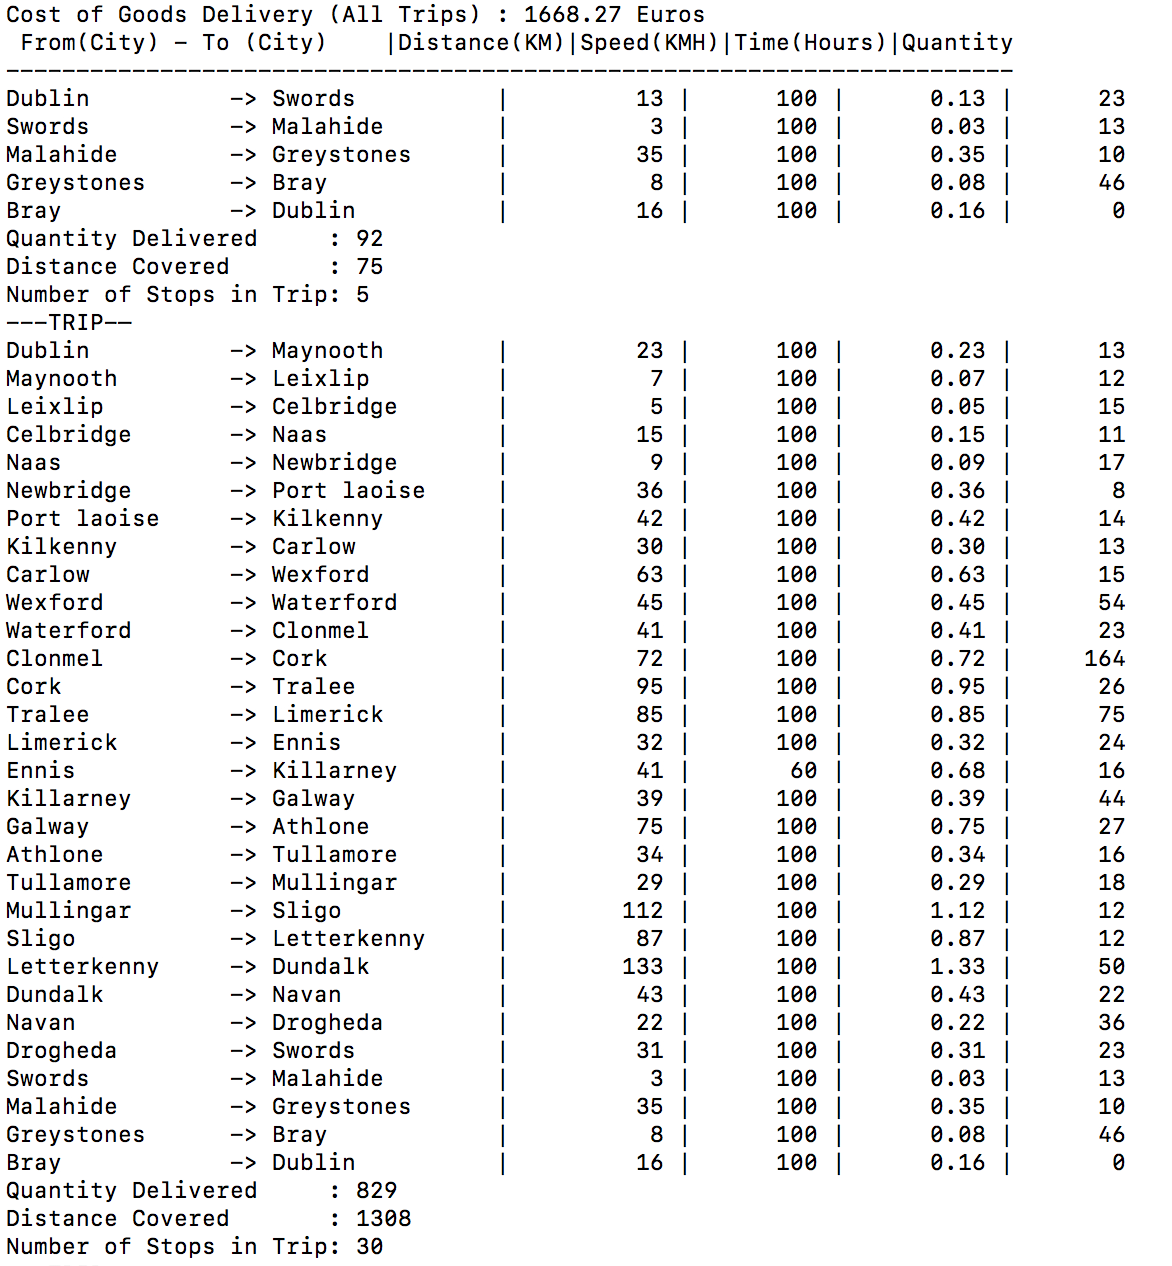 Cost of Goods Delivery (All Trips) : 1668.27 Euros
 From(City) – To (City)    |Distance(KM)|Speed(KMH)|Time(Hours)|Quantity
————————————————————————————————————————————————————————————————————————
Dublin          —> Swords          |         13 |      100 |       0.13 |      23
Swords          —> Malahide        |          3 |      100 |       0.03 |      13
Malahide        —> Greystones      |         35 |      100 |       0.35 |      10
Greystones      —> Bray            |          8 |      100 |       0.08 |      46
Bray            —> Dublin          |         16 |      100 |       0.16 |       0
Quantity Delivered     : 92
Distance Covered       : 75
Number of Stops in Trip: 5
———TRIP——
Dublin          —> Maynooth        |         23 |      100 |       0.23 |      13
Maynooth        —> Leixlip         |          7 |      100 |       0.07 |      12
Leixlip         —> Celbridge       |          5 |      100 |       0.05 |      15
Celbridge       —> Naas            |         15 |      100 |       0.15 |      11
Naas            —> Newbridge       |          9 |      100 |       0.09 |      17
Newbridge       —> Port laoise     |         36 |      100 |       0.36 |       8
Port laoise     —> Kilkenny        |         42 |      100 |       0.42 |      14
Kilkenny        —> Carlow          |         30 |      100 |       0.30 |      13
Carlow          —> Wexford         |         63 |      100 |       0.63 |      15
Wexford         —> Waterford       |         45 |      100 |       0.45 |      54
Waterford       —> Clonmel         |         41 |      100 |       0.41 |      23
Clonmel         —> Cork            |         72 |      100 |       0.72 |     164
Cork            —> Tralee          |         95 |      100 |       0.95 |      26
Tralee          —> Limerick        |         85 |      100 |       0.85 |      75
Limerick        —> Ennis           |         32 |      100 |       0.32 |      24
Ennis           —> Killarney       |         41 |       60 |       0.68 |      16
Killarney       —> Galway          |         39 |      100 |       0.39 |      44
Galway          —> Athlone         |         75 |      100 |       0.75 |      27
Athlone         —> Tullamore       |         34 |      100 |       0.34 |      16
Tullamore       —> Mullingar       |         29 |      100 |       0.29 |      18
Mullingar       —> Sligo           |        112 |      100 |       1.12 |      12
Sligo           —> Letterkenny     |         87 |      100 |       0.87 |      12
Letterkenny     —> Dundalk         |        133 |      100 |       1.33 |      50
Dundalk         —> Navan           |         43 |      100 |       0.43 |      22
Navan           —> Drogheda        |         22 |      100 |       0.22 |      36
Drogheda        —> Swords          |         31 |      100 |       0.31 |      23
Swords          —> Malahide        |          3 |      100 |       0.03 |      13
Malahide        —> Greystones      |         35 |      100 |       0.35 |      10
Greystones      —> Bray            |          8 |      100 |       0.08 |      46
Bray            —> Dublin          |         16 |      100 |       0.16 |       0
Quantity Delivered     : 829
Distance Covered       : 1308
Number of Stops in Trip: 30